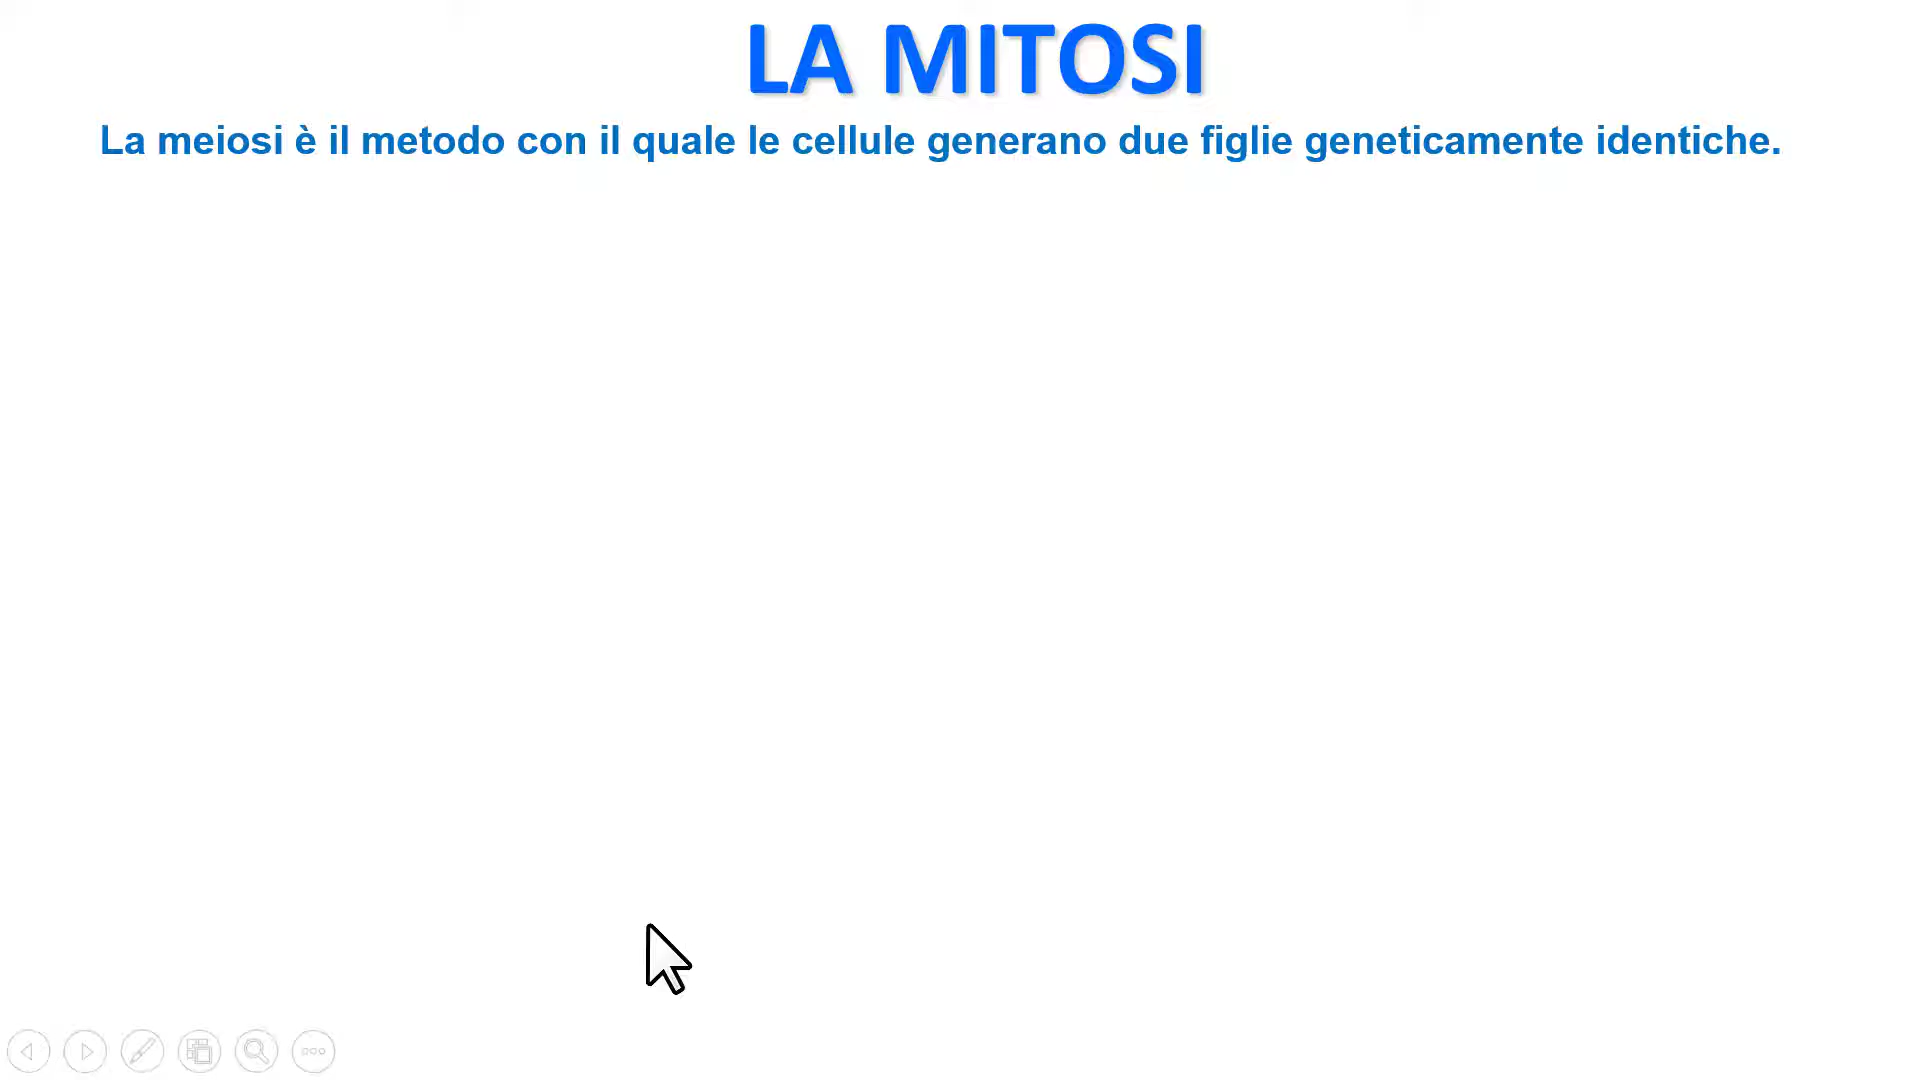 LA MITOSI
La meiosi è il metodo con il quale le cellule generano due figlie geneticamente identiche.